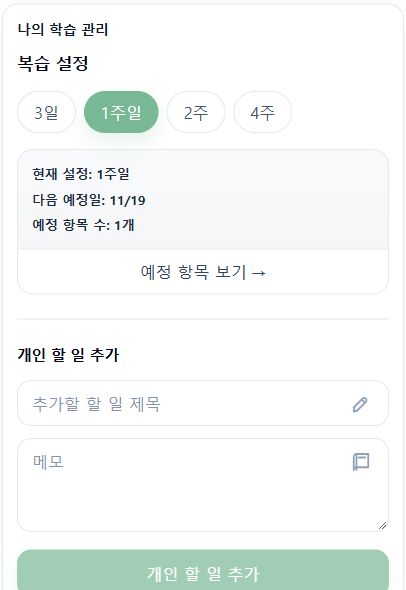 나의 학습 관리
복습 설정
3일
1주일
2주
4주
현재 설정: 1주일
다음 예정일: 11/19
예정 항목 수: 1개
예정 항목 보기 →
개인 할 일 추가
추가할 할 일 제목
메모
개인 할 일 추가